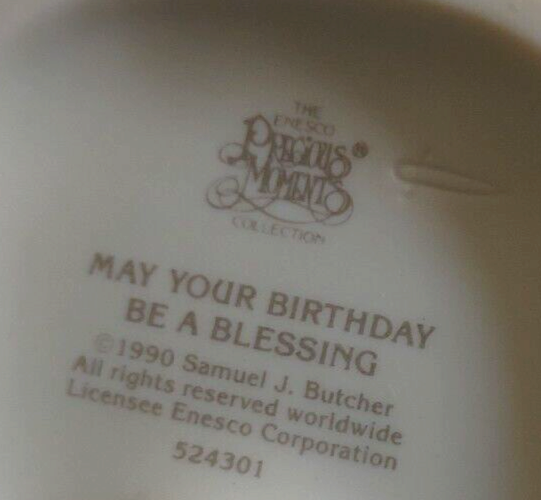 THE
ENESCO
PRECIOUS
MOMENTS®
COLLECTION
MAY YOUR BIRTHDAY
BE A BLESSING
©1990 Samuel J. Butcher
All rights reserved worldwide
Licensee Enesco Corporation
524301